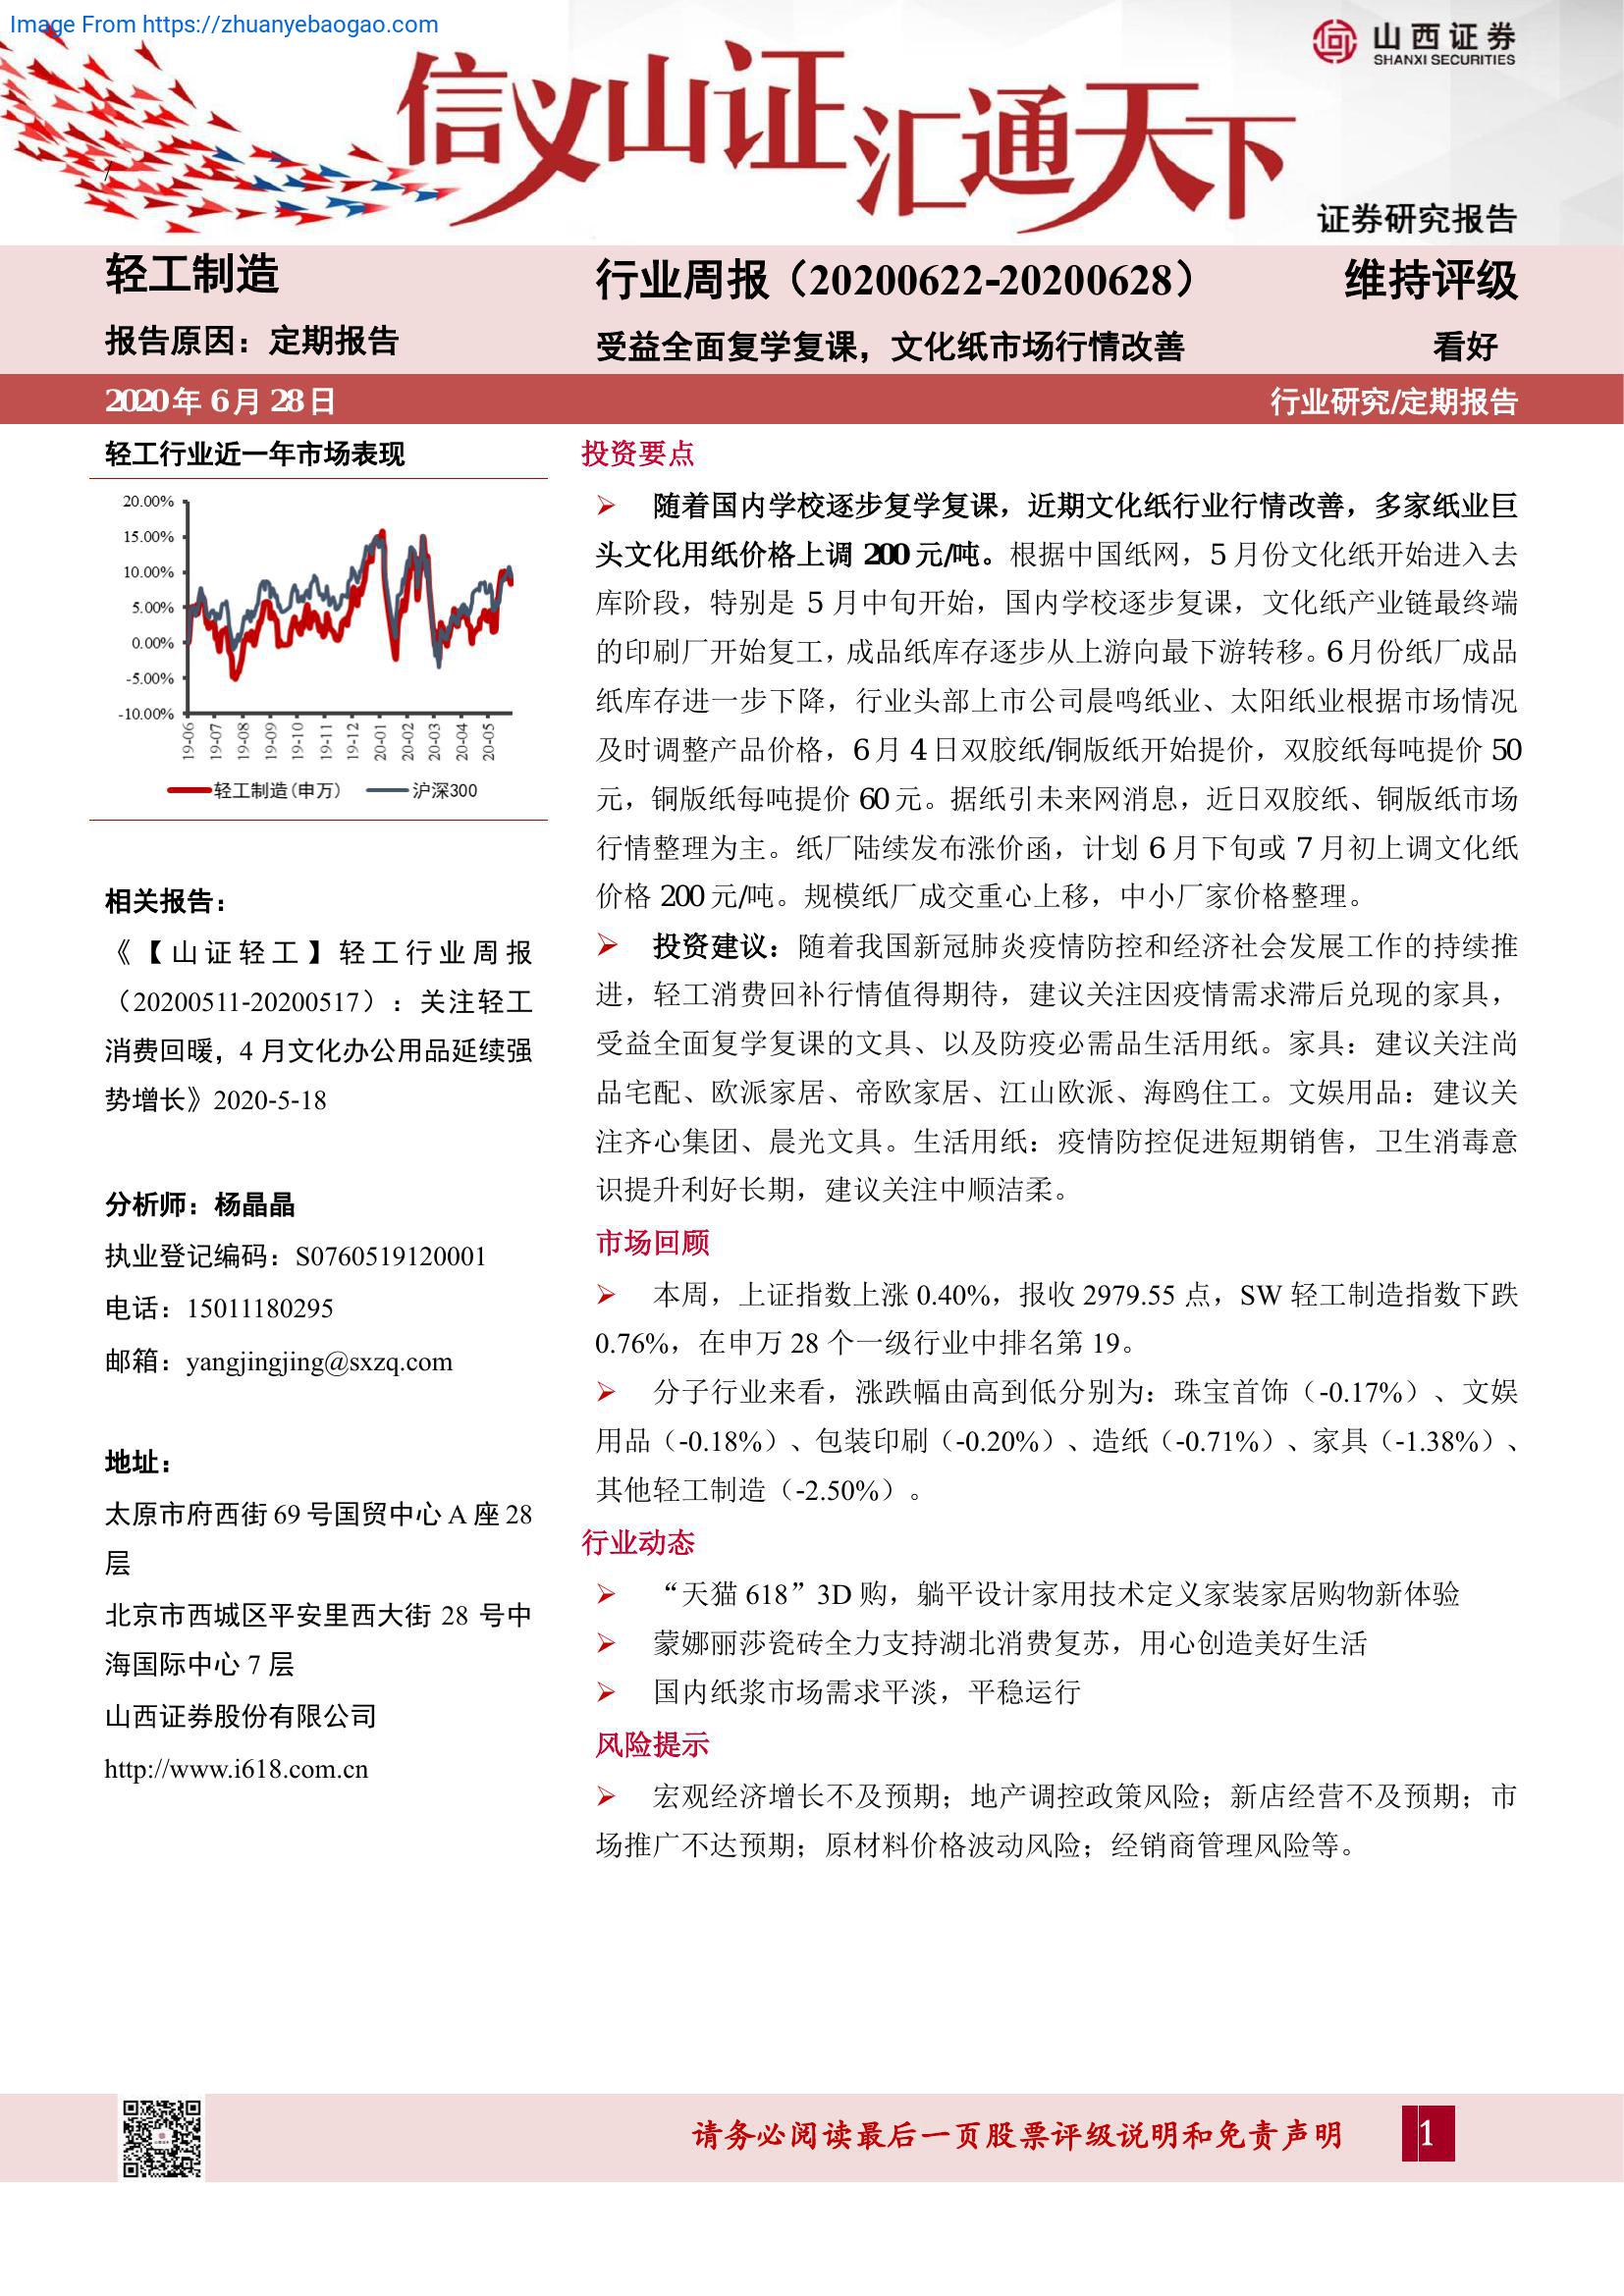 Image From https://zhuanyebaogao.com
山西证券
SHANXI SECURITIES
信义山证汇通天下
证券研究报告
轻工制造
行业周报（20200622-20200628）
维持评级
报告原因：定期报告
受益全面复学复课，文化纸市场行情改善
看好
2020年6月28日
行业研究/定期报告
轻工行业近一年市场表现
20.00%
15.00%
10.00%
5.00%
0.00%
-5.00%
-10.00%
19-06
19-07
19-08
19-09
19-10
19-11
19-12
20-01
20-02
20-03
20-04
20-05
轻工制造(申万)
沪深300
相关报告：
《【山证轻工】轻工行业周报
（20200511-20200517）：关注轻工
消费回暖，4 月文化办公用品延续强
势增长》2020-5-18
分析师：杨晶晶
执业登记编码：S0760519120001
电话：15011180295
邮箱：yangjingjing@sxzq.com
地址：
太原市府西街69号国贸中心A座28
层
北京市西城区平安里西大街 28 号中
海国际中心 7 层
山西证券股份有限公司
http://www.i618.com.cn
投资要点
➢ 随着国内学校逐步复学复课，近期文化纸行业行情改善，多家纸业巨
头文化用纸价格上调 200 元/吨。根据中国纸网，5 月份文化纸开始进入去
库阶段，特别是 5 月中旬开始，国内学校逐步复课，文化纸产业链最终端
的印刷厂开始复工，成品纸库存逐步从上游向最下游转移。6 月份纸厂成品
纸库存进一步下降，行业头部上市公司晨鸣纸业、太阳纸业根据市场情况
及时调整产品价格，6 月 4 日双胶纸/铜版纸开始提价，双胶纸每吨提价 50
元，铜版纸每吨提价 60 元。据纸引未来网消息，近日双胶纸、铜版纸市场
行情整理为主。纸厂陆续发布涨价函，计划 6 月下旬或 7 月初上调文化纸
价格 200 元/吨。规模纸厂成交重心上移，中小厂家价格整理。
➢ 投资建议：随着我国新冠肺炎疫情防控和经济社会发展工作的持续推
进，轻工消费回补行情值得期待，建议关注因疫情需求滞后兑现的家具，
受益全面复学复课的文具、以及防疫必需品生活用纸。家具：建议关注尚
品宅配、欧派家居、帝欧家居、江山欧派、海鸥住工。文娱用品：建议关
注齐心集团、晨光文具。生活用纸：疫情防控促进短期销售，卫生消毒意
识提升利好长期，建议关注中顺洁柔。
市场回顾
➢ 本周，上证指数上涨 0.40%，报收 2979.55 点，SW 轻工制造指数下跌
0.76%，在申万 28 个一级行业中排名第 19。
➢ 分子行业来看，涨跌幅由高到低分别为：珠宝首饰（-0.17%）、文娱
用品（-0.18%）、包装印刷（-0.20%）、造纸（-0.71%）、家具（-1.38%）、
其他轻工制造（-2.50%）。
行业动态
➢ “天猫 618”3D 购，躺平设计家用技术定义家装家居购物新体验
➢ 蒙娜丽莎瓷砖全力支持湖北消费复苏，用心创造美好生活
➢ 国内纸浆市场需求平淡，平稳运行
风险提示
➢ 宏观经济增长不及预期；地产调控政策风险；新店经营不及预期；市
场推广不达预期；原材料价格波动风险；经销商管理风险等。
请务必阅读最后一页股票评级说明和免责声明
1